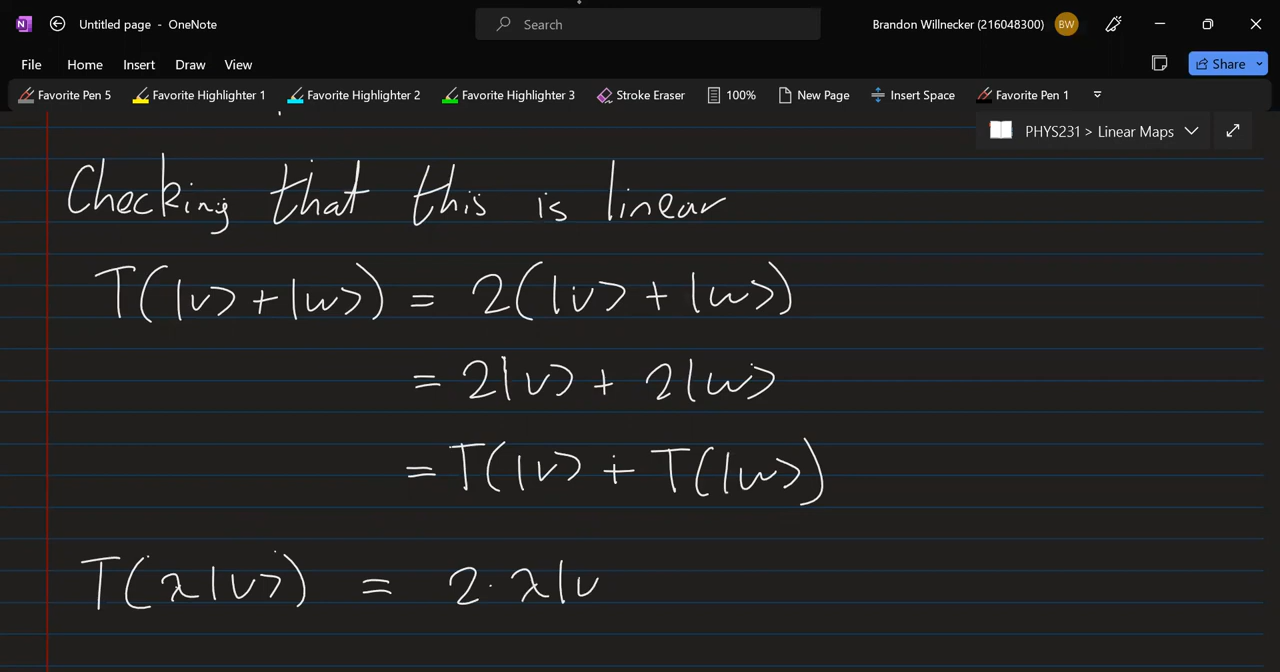 Untitled page - OneNote
Search
Brandon Willnecker (216048300)
BW
File Home Insert Draw View
Share
Favorite Pen 5 Favorite Highlighter 1 Favorite Highlighter 2 Favorite Highlighter 3 Stroke Eraser 100% New Page Insert Space Favorite Pen 1
PHYS231 > Linear Maps
Checking that this is linear
T(|v> + |w>) = 2(|v> + |w>)
= 2|v> + 2|w>
= T(|v> + T(|w>)
T(λ|v>) = 2·λ|v